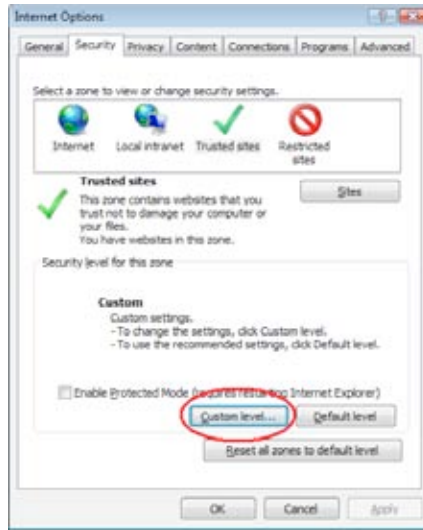 Internet Options
General Security Privacy Content Connections Programs Advanced
Select a zone to view or change security settings.
Internet Local intranet Trusted sites Restricted sites
Trusted sites
Sites
This zone contains websites that you
trust not to damage your computer or
your files.
You have websites in this zone.
Security level for this zone
Custom
Custom settings.
- To change the settings, click Custom level.
- To use the recommended settings, click Default level.
Enable Protected Mode (requires restarting Internet Explorer)
Custom level... Default level
Reset all zones to default level
OK Cancel Apply